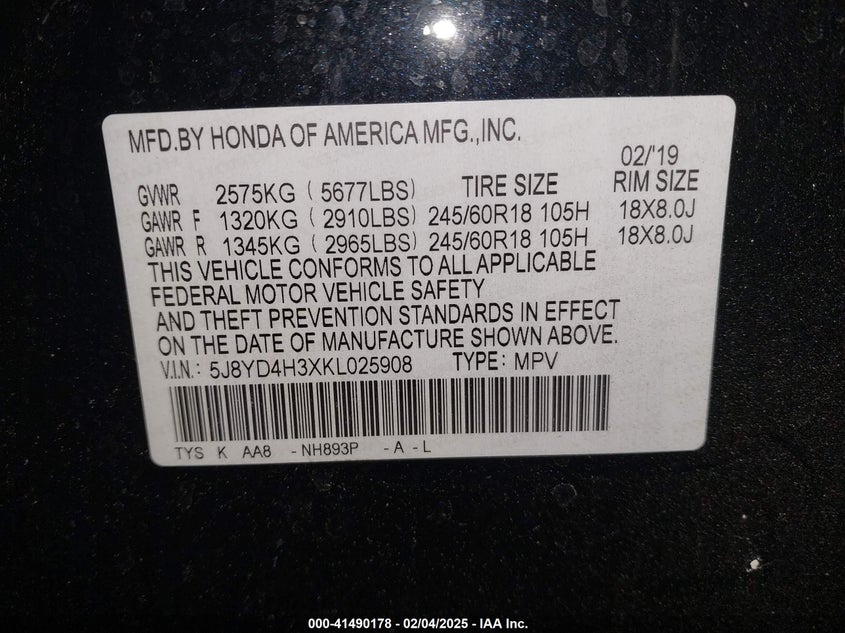 MFD.BY HONDA OF AMERICA MFG.,INC.
02/'19
GVWR 2575KG ( 5677LBS) TIRE SIZE RIM SIZE
GAWR F 1320KG ( 2910LBS) 245/60R18 105H 18X8.0J
GAWR R 1345KG ( 2965LBS) 245/60R18 105H 18X8.0J
THIS VEHICLE CONFORMS TO ALL APPLICABLE
FEDERAL MOTOR VEHICLE SAFETY
AND THEFT PREVENTION STANDARDS IN EFFECT
ON THE DATE OF MANUFACTURE SHOWN ABOVE.
V.I.N.: 5J8YD4H3XKL025908 TYPE: MPV
TYS K AA8 -NH893P -A -L
000-41490178 - 02/04/2025 - IAA Inc.